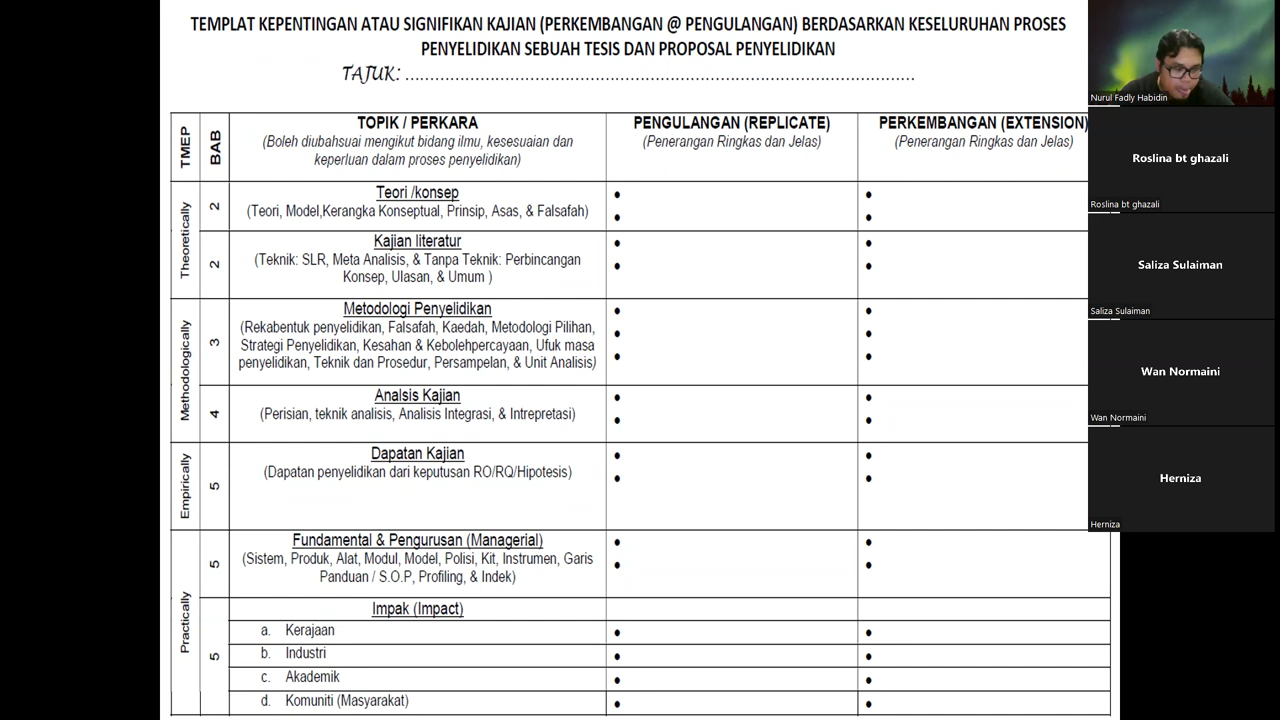 TEMPLAT KEPENTINGAN ATAU SIGNIFIKAN KAJIAN (PERKEMBANGAN @ PENGULANGAN) BERDASARKAN KESELURUHAN PROSES
PENYELIDIKAN SEBUAH TESIS DAN PROPOSAL PENYELIDIKAN
TAJUK: ..........................................................................................
TMEP
BAB
TOPIK / PERKARA
(Boleh diubahsuai mengikut bidang ilmu, kesesuaian dan
keperluan dalam proses penyelidikan)
PENGULANGAN (REPLICATE)
(Penerangan Ringkas dan Jelas)
PERKEMBANGAN (EXTENSION)
(Penerangan Ringkas dan Jelas)
Theoretically
2
Teori /konsep
(Teori, Model,Kerangka Konseptual, Prinsip, Asas, & Falsafah)
2
Kajian literatur
(Teknik: SLR, Meta Analisis, & Tanpa Teknik: Perbincangan
Konsep, Ulasan, & Umum )
Methodologically
3
Metodologi Penyelidikan
(Rekabentuk penyelidikan, Falsafah, Kaedah, Metodologi Pilihan,
Strategi Penyelidikan, Kesahan & Kebolehpercayaan, Ufuk masa
penyelidikan, Teknik dan Prosedur, Persampelan, & Unit Analisis)
4
Analsis Kajian
(Perisian, teknik analisis, Analisis Integrasi, & Intrepretasi)
Empirically
5
Dapatan Kajian
(Dapatan penyelidikan dari keputusan RO/RQ/Hipotesis)
Practically
5
Fundamental & Pengurusan (Managerial)
(Sistem, Produk, Alat, Modul, Model, Polisi, Kit, Instrumen, Garis
Panduan / S.O.P, Profiling, & Indek)
5
Impak (Impact)
a. Kerajaan
b. Industri
c. Akademik
d. Komuniti (Masyarakat)
Nurul Fadly Habidin
Roslina bt ghazali
Roslina bt ghazali
Saliza Sulaiman
Saliza Sulaiman
Wan Normaini
Wan Normaini
Herniza
Herniza